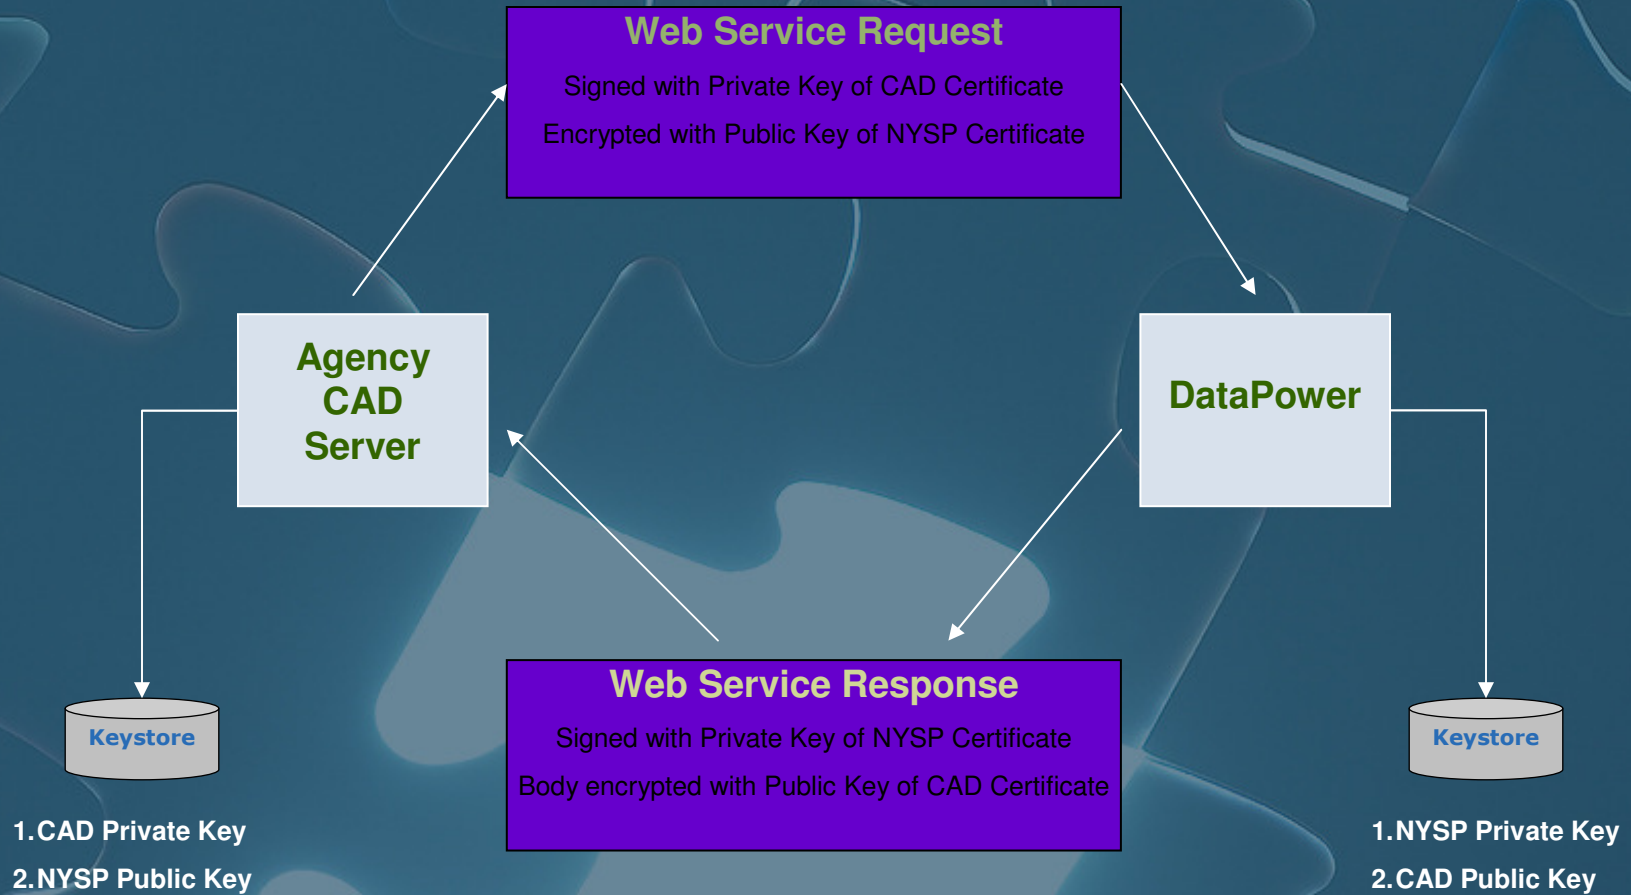 Web Service Request
Signed with Private Key of CAD Certificate
Encrypted with Public Key of NYSP Certificate
Agency
CAD
Server
DataPower
Web Service Response
Signed with Private Key of NYSP Certificate
Body encrypted with Public Key of CAD Certificate
Keystore
1.CAD Private Key
2.NYSP Public Key
Keystore
1.NYSP Private Key
2.CAD Public Key